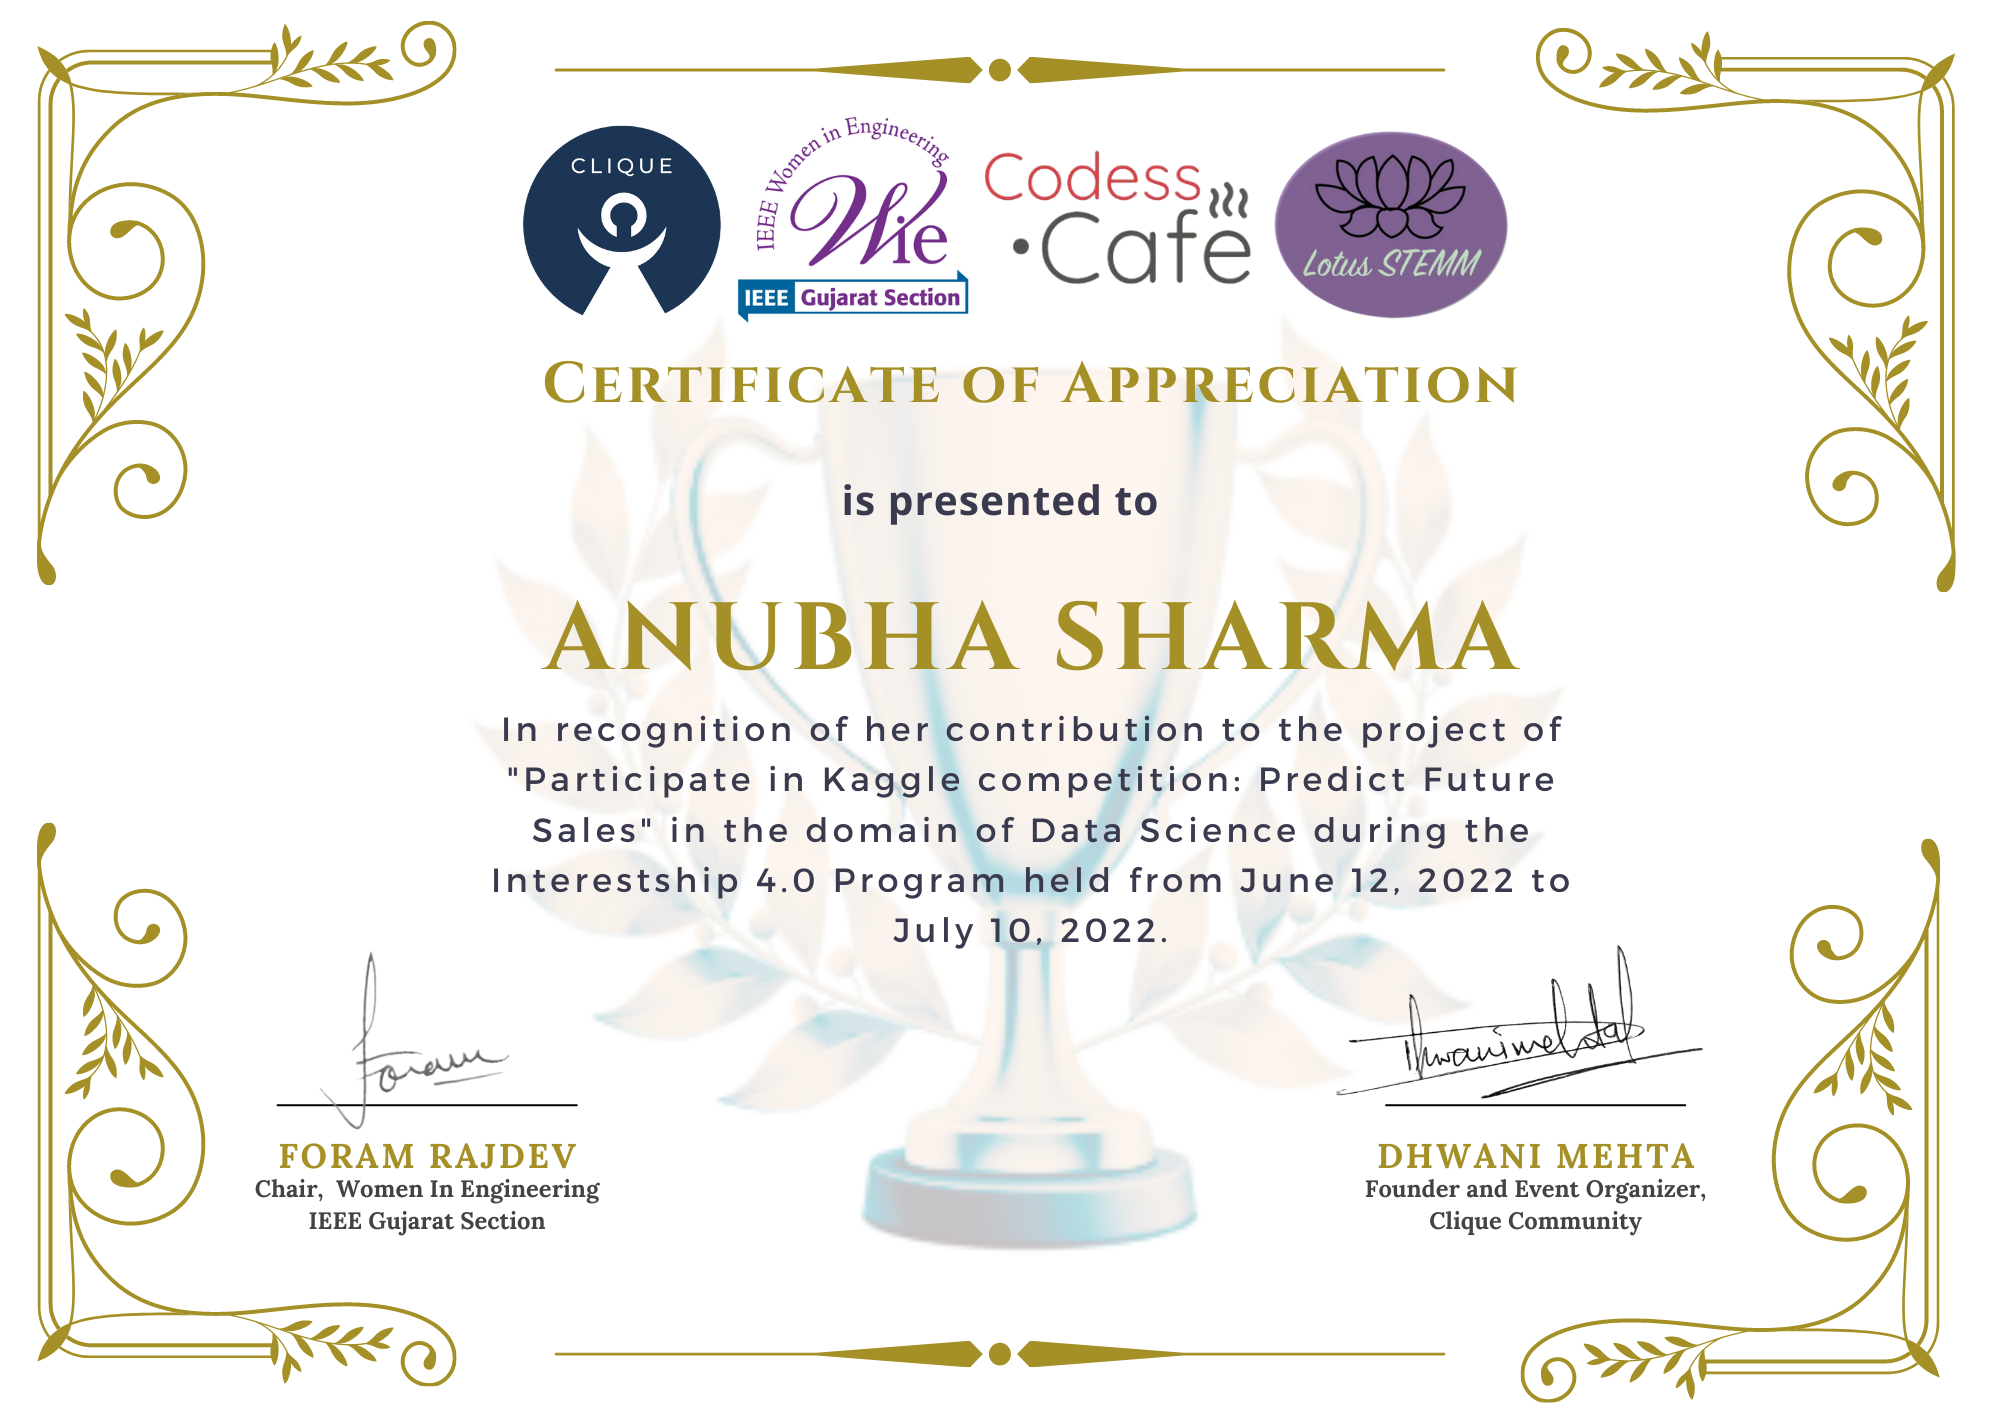 CLIQUE
IEEE Women in Engineering
Wie
IEEE Gujarat Section
Codess
Cafe
Lotus STEMM
CERTIFICATE OF APPRECIATION
is presented to
ANUBHA SHARMA
In recognition of her contribution to the project of
"Participate in Kaggle competition: Predict Future
Sales" in the domain of Data Science during the
Interestship 4.0 Program held from June 12, 2022 to
July 10, 2022.
Foram
Dhwanimehta
FORAM RAJDEV
Chair, Women In Engineering
IEEE Gujarat Section
DHWANI MEHTA
Founder and Event Organizer,
Clique Community